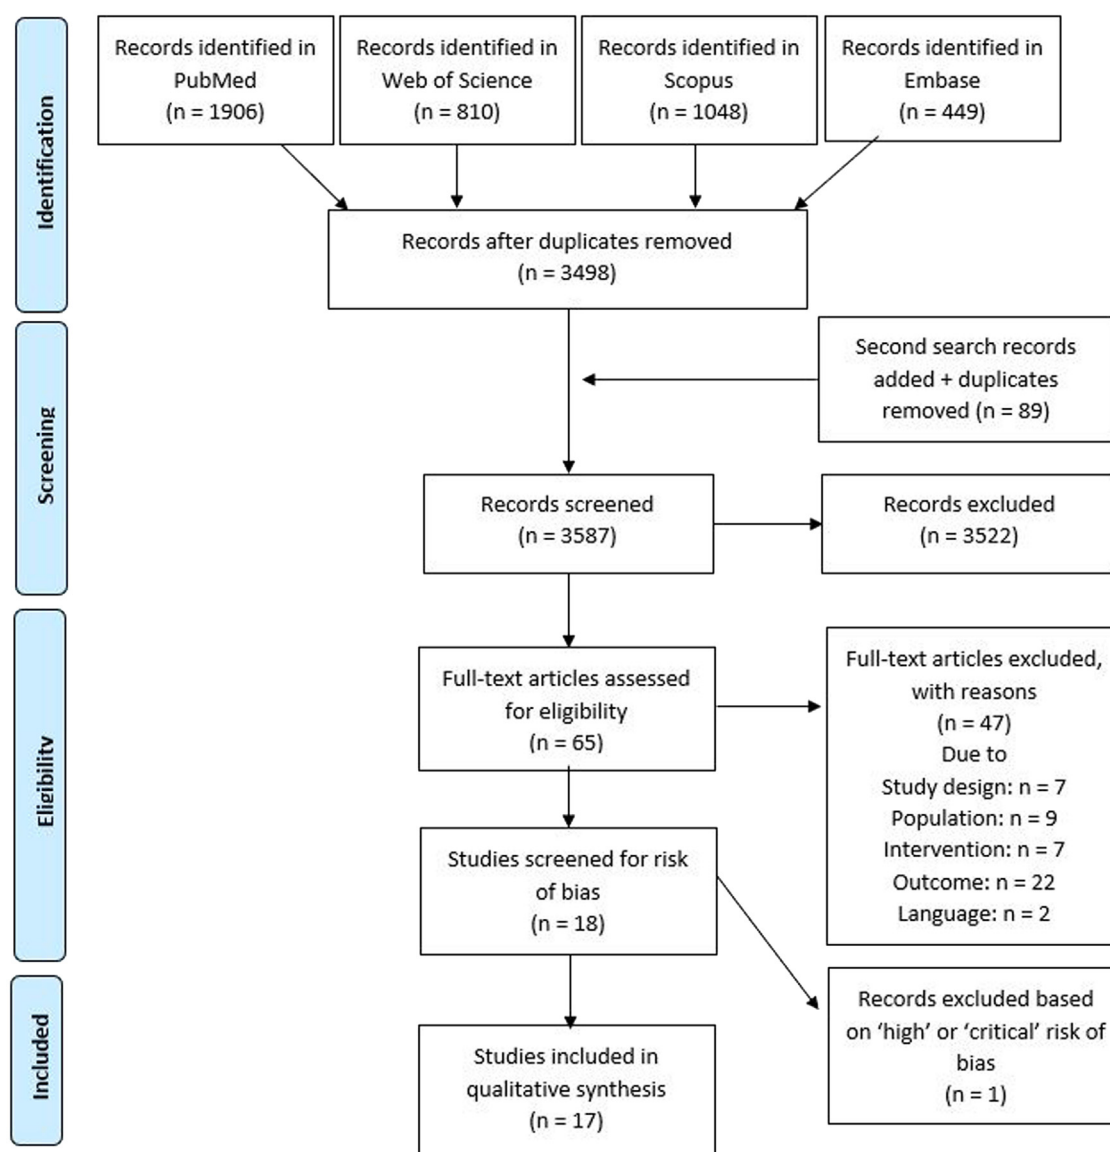 Identification
Records identified in
PubMed
(n = 1906)
Records identified in
Web of Science
(n = 810)
Records identified in
Scopus
(n = 1048)
Records identified in
Embase
(n = 449)
Records after duplicates removed
(n = 3498)
Screening
Second search records
added + duplicates
removed (n = 89)
Records screened
(n = 3587)
Records excluded
(n = 3522)
Eligibility
Full-text articles assessed
for eligibility
(n = 65)
Full-text articles excluded,
with reasons
(n = 47)
Due to
Study design: n = 7
Population: n = 9
Intervention: n = 7
Outcome: n = 22
Language: n = 2
Studies screened for risk
of bias
(n = 18)
Records excluded based
on ‘high’ or ‘critical’ risk of
bias
(n = 1)
Included
Studies included in
qualitative synthesis
(n = 17)